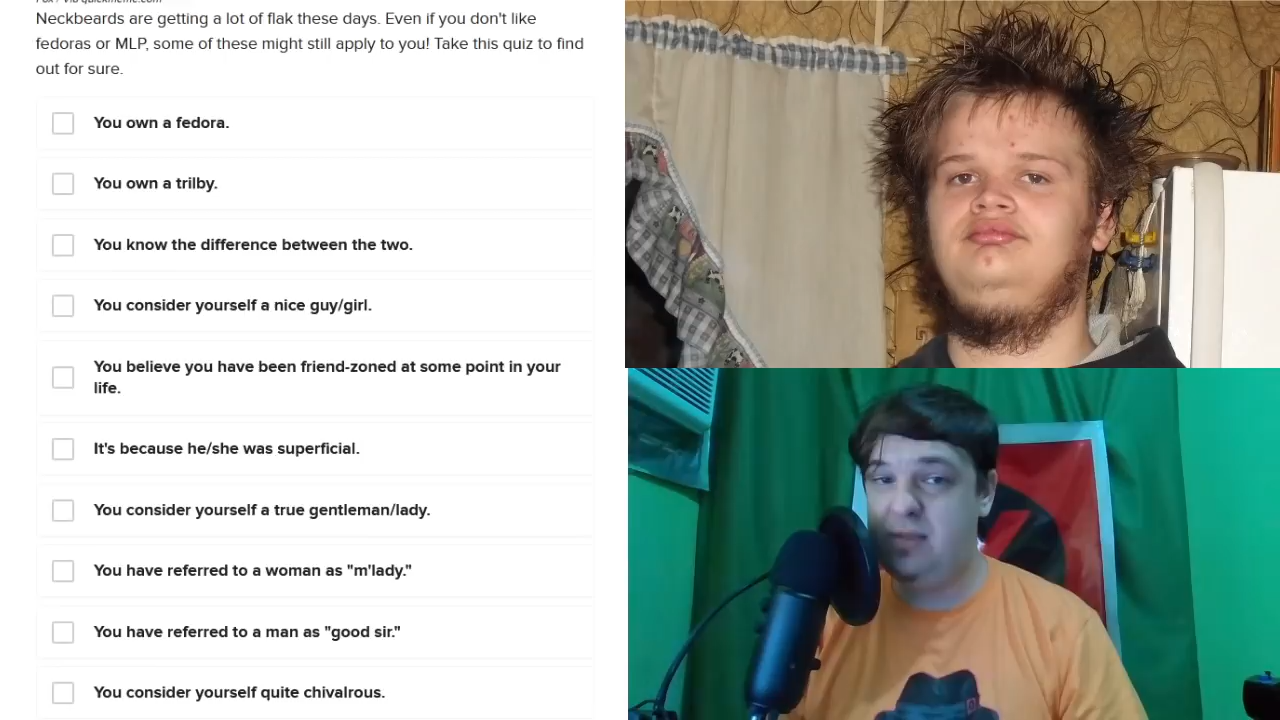 Neckbeards are getting a lot of flak these days. Even if you don't like
fedoras or MLP, some of these might still apply to you! Take this quiz to find
out for sure.
You own a fedora.
You own a trilby.
You know the difference between the two.
You consider yourself a nice guy/girl.
You believe you have been friend-zoned at some point in your
life.
It's because he/she was superficial.
You consider yourself a true gentleman/lady.
You have referred to a woman as "m'lady."
You have referred to a man as "good sir."
You consider yourself quite chivalrous.